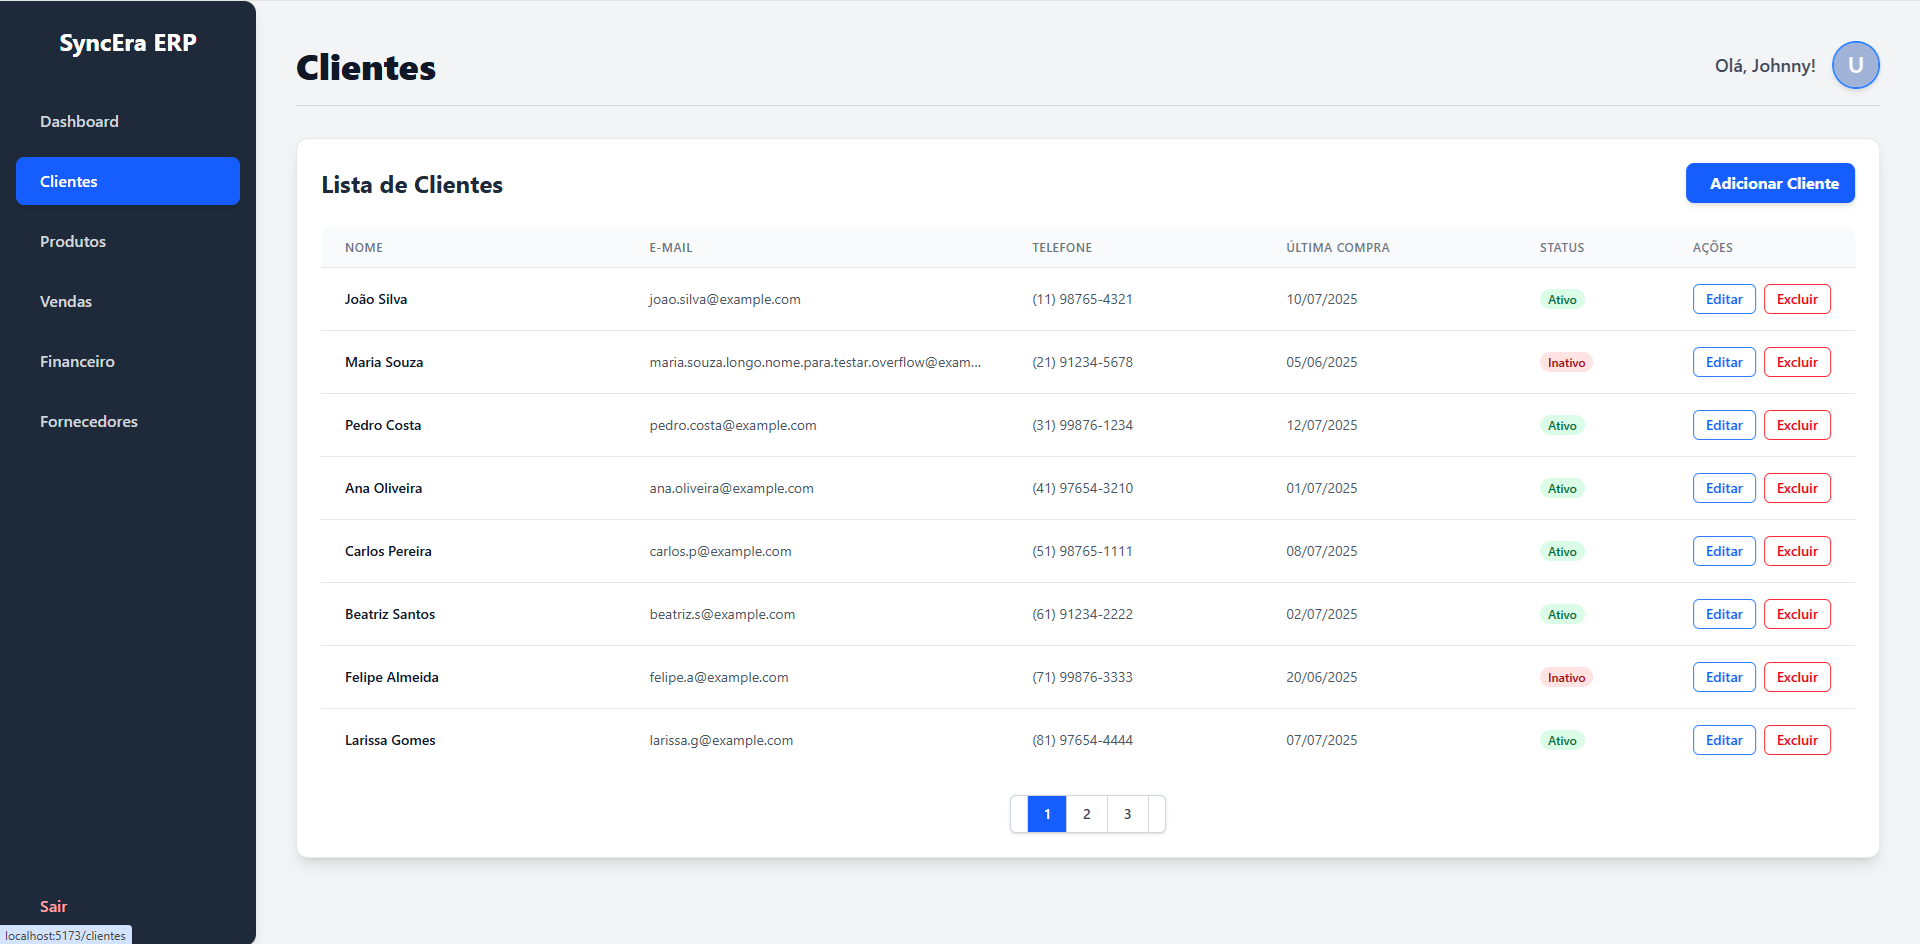 SyncEra ERP
Dashboard
Clientes
Produtos
Vendas
Financeiro
Fornecedores
Sair
localhost:5173/clientes
Clientes
Olá, Johnny!
U
Lista de Clientes
Adicionar Cliente
NOME E-MAIL TELEFONE ÚLTIMA COMPRA STATUS AÇÕES
João Silva joao.silva@example.com (11) 98765-4321 10/07/2025 Ativo Editar Excluir
Maria Souza maria.souza.longo.nome.para.testar.overflow@exam... (21) 91234-5678 05/06/2025 Inativo Editar Excluir
Pedro Costa pedro.costa@example.com (31) 99876-1234 12/07/2025 Ativo Editar Excluir
Ana Oliveira ana.oliveira@example.com (41) 97654-3210 01/07/2025 Ativo Editar Excluir
Carlos Pereira carlos.p@example.com (51) 98765-1111 08/07/2025 Ativo Editar Excluir
Beatriz Santos beatriz.s@example.com (61) 91234-2222 02/07/2025 Ativo Editar Excluir
Felipe Almeida felipe.a@example.com (71) 99876-3333 20/06/2025 Inativo Editar Excluir
Larissa Gomes larissa.g@example.com (81) 97654-4444 07/07/2025 Ativo Editar Excluir
1 2 3